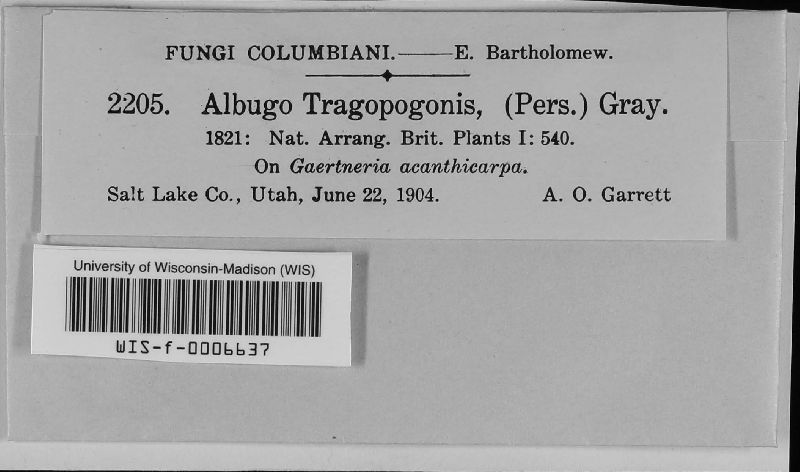 FUNGI COLUMBIANI.——E. Bartholomew.
2205. Albugo Tragopogonis, (Pers.) Gray.
1821: Nat. Arrang. Brit. Plants I: 540.
On Gaertneria acanthicarpa.
Salt Lake Co., Utah, June 22, 1904. A. O. Garrett
University of Wisconsin-Madison (WIS)
WIS-f-0006637